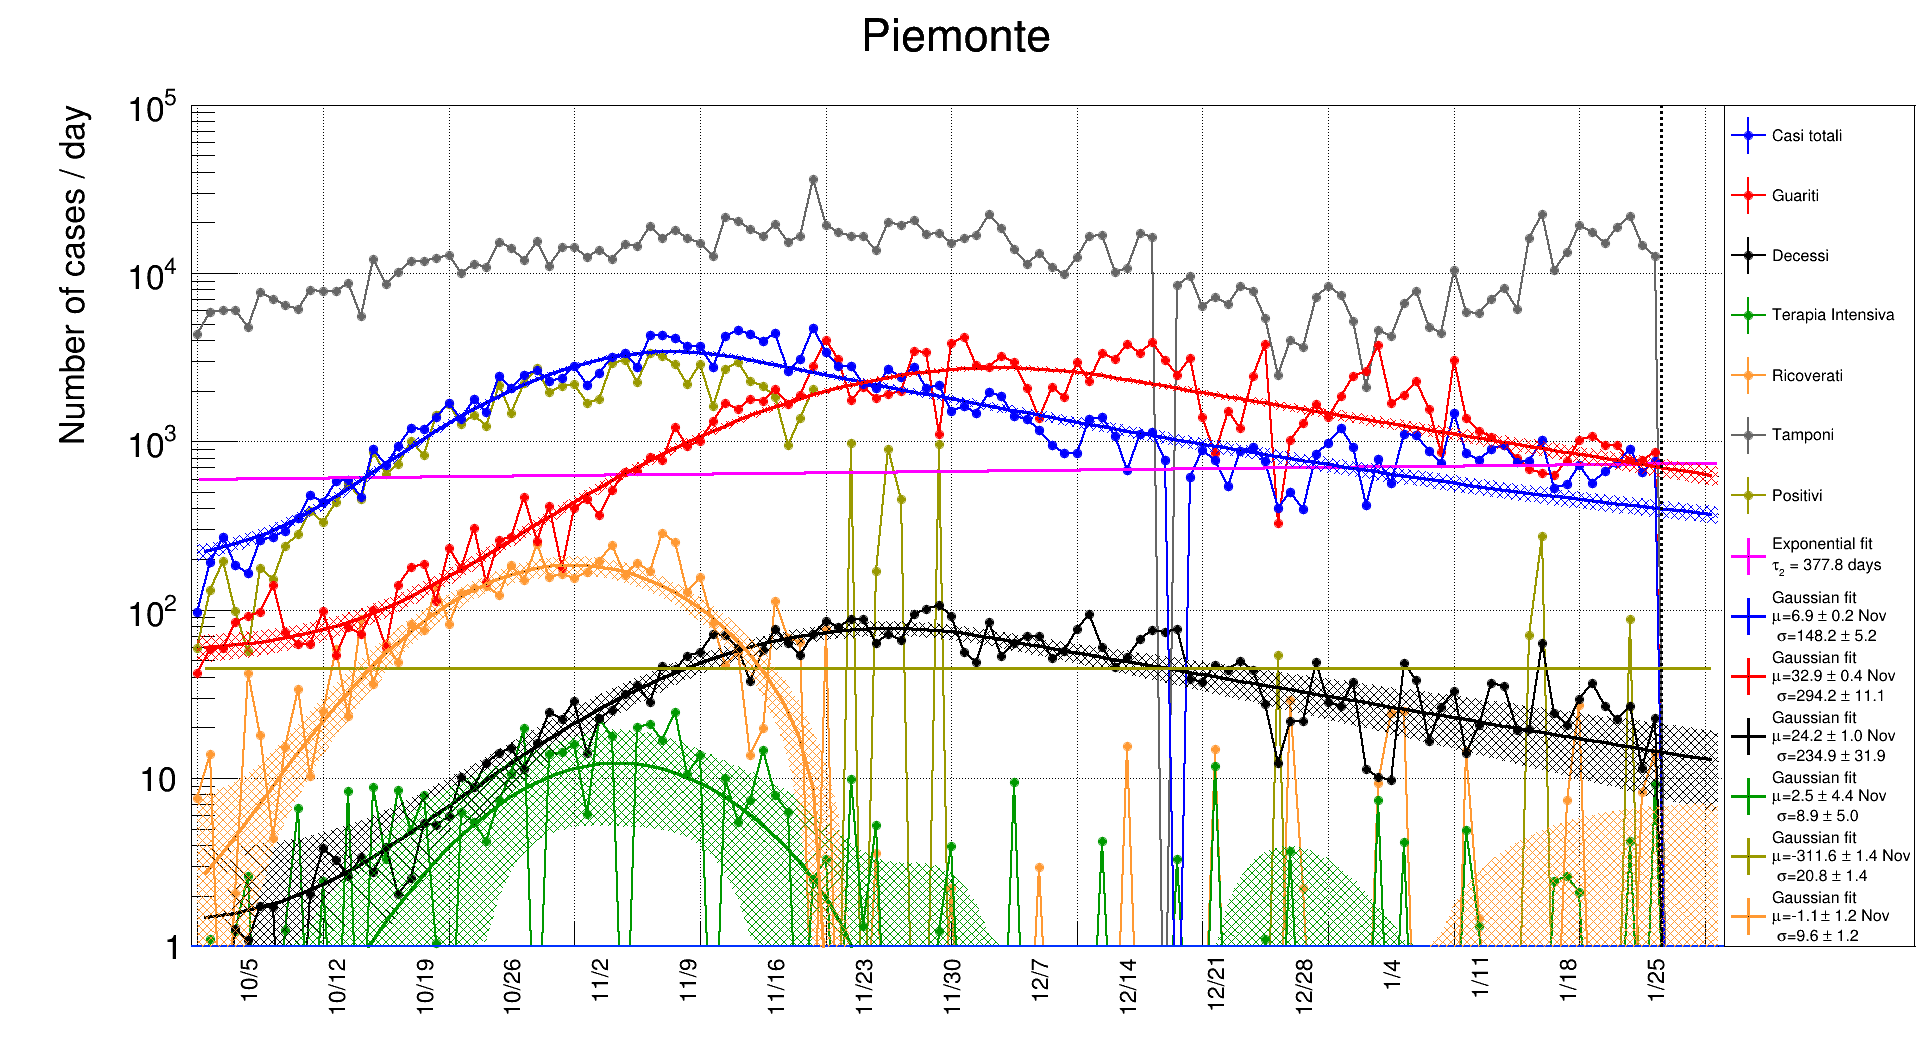 Piemonte
Number of cases / day
10^5
10^4
10^3
10^2
10
1
10/5
10/12
10/19
10/26
11/2
11/9
11/16
11/23
11/30
12/7
12/14
12/21
12/28
1/4
1/11
1/18
1/25
Casi totali
Guariti
Decessi
Terapia Intensiva
Ricoverati
Tamponi
Positivi
Exponential fit
τ₂ = 377.8 days
Gaussian fit
μ=6.9 ± 0.2 Nov
σ=148.2 ± 5.2
Gaussian fit
μ=32.9 ± 0.4 Nov
σ=294.2 ± 11.1
Gaussian fit
μ=24.2 ± 1.0 Nov
σ=234.9 ± 31.9
Gaussian fit
μ=2.5 ± 4.4 Nov
σ=8.9 ± 5.0
Gaussian fit
μ=-311.6 ± 1.4 Nov
σ=20.8 ± 1.4
Gaussian fit
μ=-1.1 ± 1.2 Nov
σ=9.6 ± 1.2